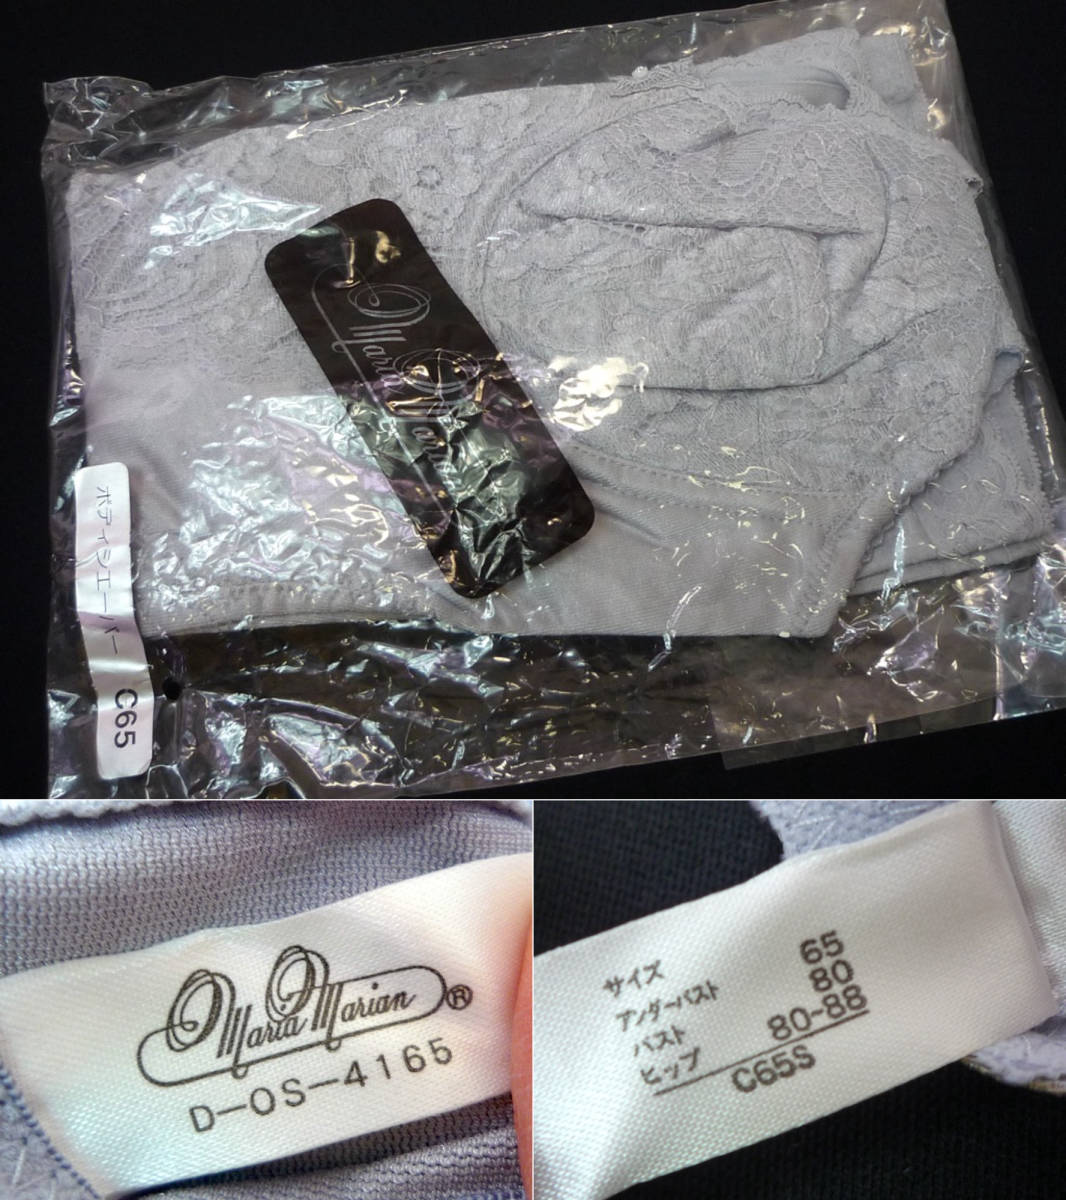 Maria Marian
ボディシェーパー C65
Maria Marian®
D-OS-4165
サイズ
アンダーバスト 65
バスト 80
ヒップ 80-88
C65S